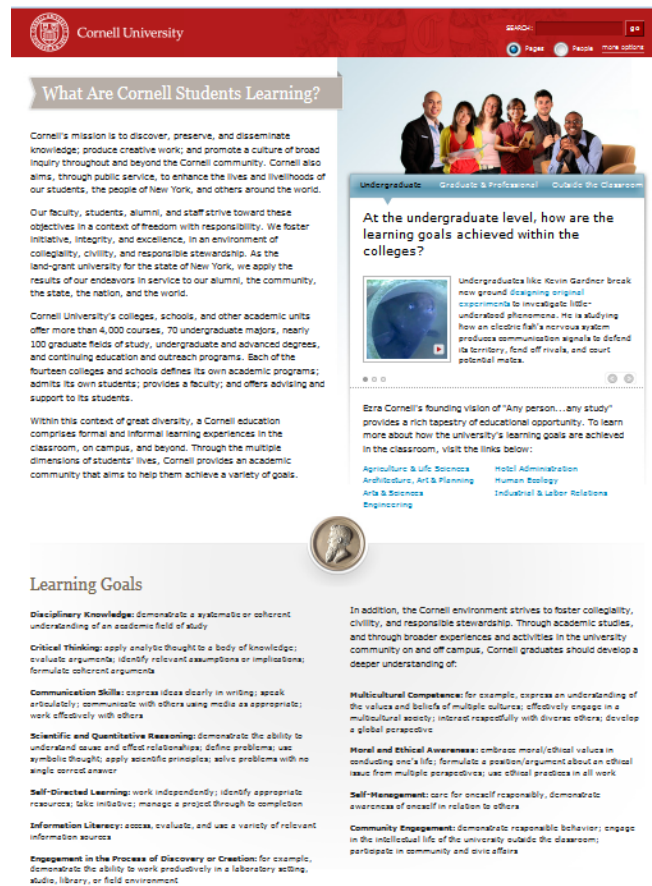 Cornell University
SEARCH:
go
Pages
People
more options
What Are Cornell Students Learning?
Cornell's mission is to discover, preserve, and disseminate
knowledge; produce creative work; and promote a culture of broad
inquiry throughout and beyond the Cornell community. Cornell also
aims, through public service, to enhance the lives and livelihoods of
our students, the people of New York, and others around the world.
Our faculty, students, alumni, and staff strive toward these
objectives in a context of freedom with responsibility. We foster
initiative, integrity, and excellence, in an environment of
collegiality, civility, and responsible stewardship. As the
land-grant university for the state of New York, we apply the
results of our endeavors in service to our alumni, the community,
the state, the nation, and the world.
Cornell University's colleges, schools, and other academic units
offer more than 4,000 courses, 70 undergraduate majors, nearly
100 graduate fields of study, undergraduate and advanced degrees,
and continuing education and outreach programs. Each of the
fourteen colleges and schools defines its own academic programs;
admits its own students; provides a faculty; and offers advising and
support to its students.
Within this context of great diversity, a Cornell education
comprises formal and informal learning experiences in the
classroom, on campus, and beyond. Through the multiple
dimensions of students' lives, Cornell provides an academic
community that aims to help them achieve a variety of goals.
Undergraduate
Graduate & Professional
Outside the Classroom
At the undergraduate level, how are the
learning goals achieved within the
colleges?
Undergraduates like Kevin Gardner break
new ground designing original
experiments to investigate little-
understood phenomena. He is studying
how an electric fish's nervous system
produces communication signals to defend
its territory, fend off rivals, and court
potential mates.
Ezra Cornell's founding vision of "Any person...any study"
provides a rich tapestry of educational opportunity. To learn
more about how the university's learning goals are achieved
in the classroom, visit the links below:
Agriculture & Life Sciences
Architecture, Art & Planning
Arts & Sciences
Engineering
Hotel Administration
Human Ecology
Industrial & Labor Relations
Learning Goals
Disciplinary Knowledge: demonstrate a systematic or coherent
understanding of an academic field of study
Critical Thinking: apply analytic thought to a body of knowledge;
evaluate arguments; identify relevant assumptions or implications;
formulate coherent arguments
Communication Skills: express ideas clearly in writing; speak
articulately; communicate with others using media as appropriate;
work effectively with others
Scientific and Quantitative Reasoning: demonstrate the ability to
understand cause and effect relationships; define problems; use
symbolic thought; apply scientific principles; solve problems with no
single correct answer
Self-Directed Learning: work independently; identify appropriate
resources; take initiative; manage a project through to completion
Information Literacy: access, evaluate, and use a variety of relevant
information sources
Engagement in the Process of Discovery or Creation: for example,
demonstrate the ability to work productively in a laboratory setting,
studio, library, or field environment
In addition, the Cornell environment strives to foster collegiality,
civility, and responsible stewardship. Through academic studies,
and through broader experiences and activities in the university
community on and off campus, Cornell graduates should develop a
deeper understanding of:
Multicultural Competence: for example, express an understanding of
the values and beliefs of multiple cultures; effectively engage in a
multicultural society; interact respectfully with diverse others; develop
a global perspective
Moral and Ethical Awareness: embrace moral/ethical values in
conducting one's life; formulate a position/argument about an ethical
issue from multiple perspectives; use ethical practices in all work
Self-Management: care for oneself responsibly, demonstrate
awareness of oneself in relation to others
Community Engagement: demonstrate responsible behavior; engage
in the intellectual life of the university outside the classroom;
participate in community and civic affairs